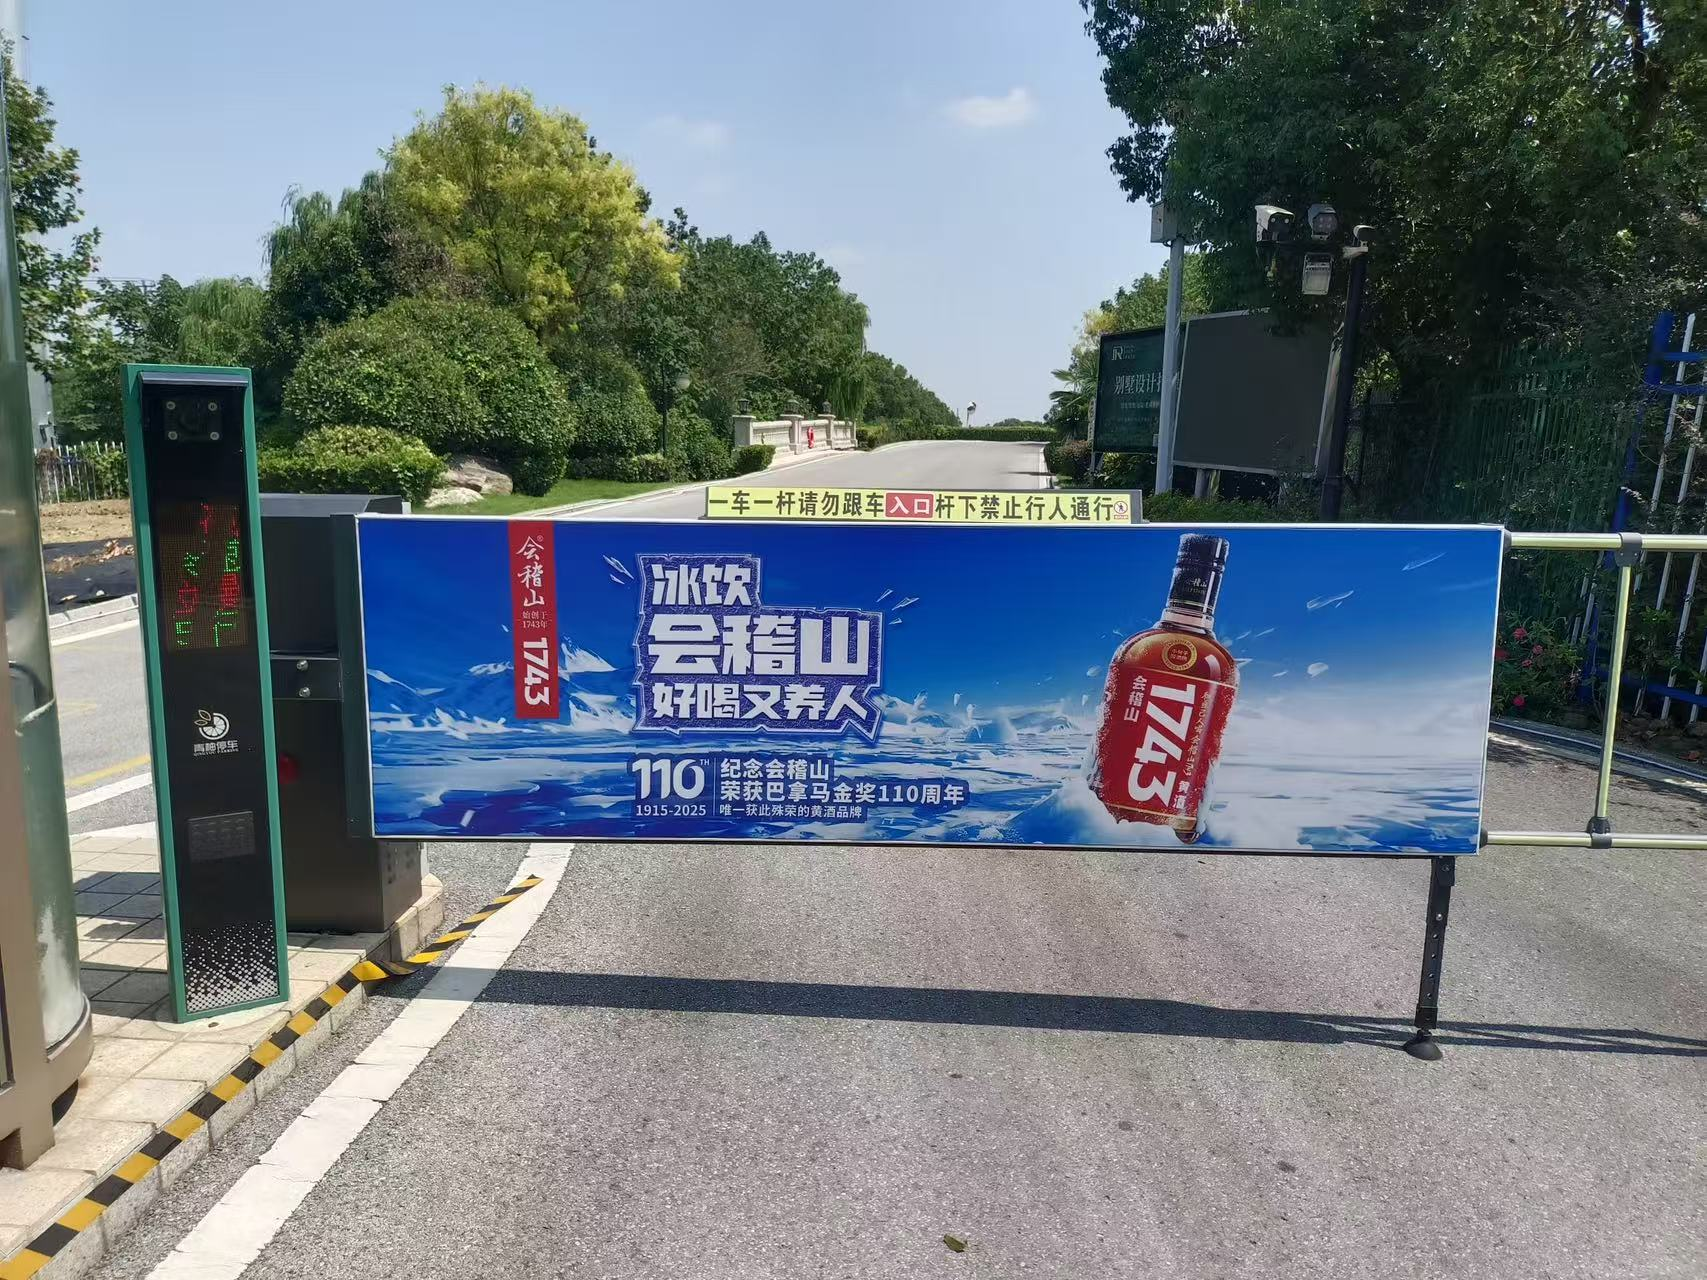 一车一杆请勿跟车 入口 杆下禁止行人通行
会稽山®
始创于
1743年
1743
冰饮
会稽山
好喝又养人
110TH
1915-2025
纪念会稽山
荣获巴拿马金奖110周年
唯一获此殊荣的黄酒品牌
会稽山
1743
黄酒
青柚停车
QINGYOU PARKING
JR
别墅设计